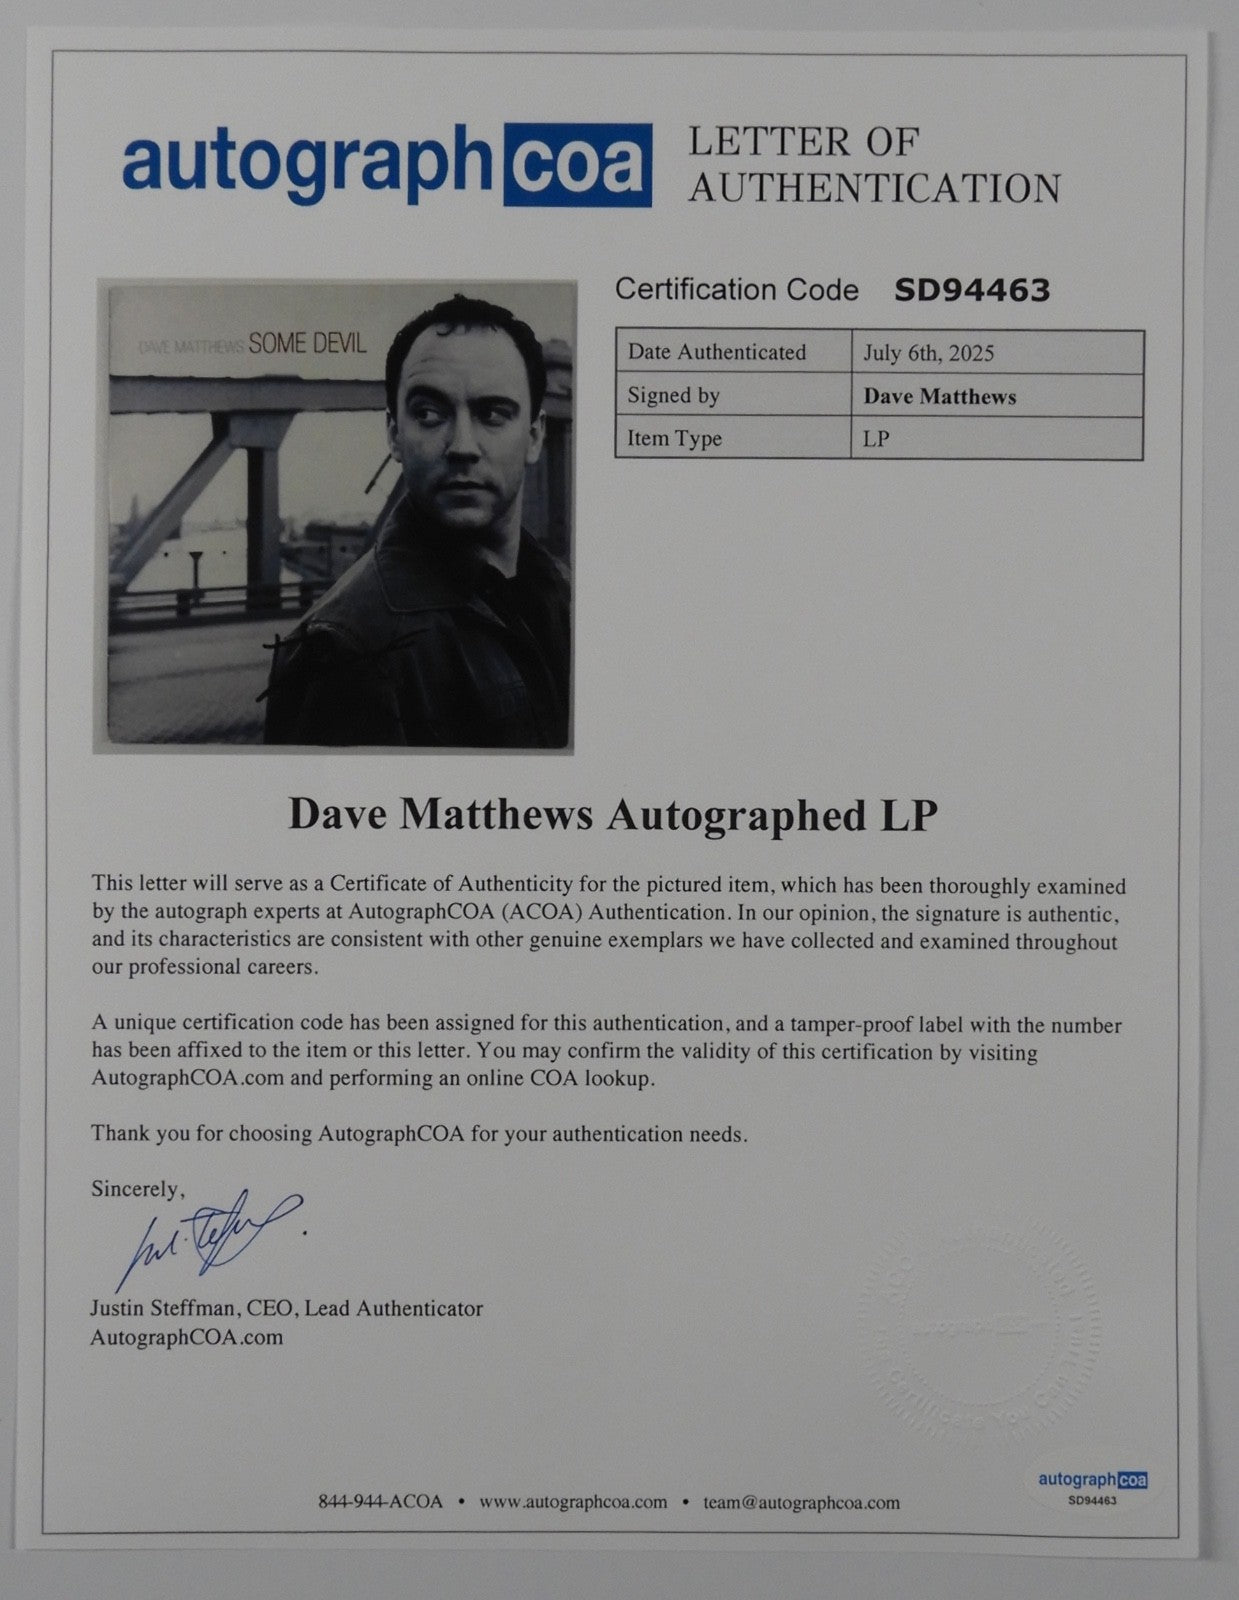 autographcoa
LETTER OF
AUTHENTICATION
DAVE MATTHEWS SOME DEVIL
Certification Code SD94463
Date Authenticated July 6th, 2025
Signed by Dave Matthews
Item Type LP
Dave Matthews Autographed LP
This letter will serve as a Certificate of Authenticity for the pictured item, which has been thoroughly examined
by the autograph experts at AutographCOA (ACOA) Authentication. In our opinion, the signature is authentic,
and its characteristics are consistent with other genuine exemplars we have collected and examined throughout
our professional careers.
A unique certification code has been assigned for this authentication, and a tamper-proof label with the number
has been affixed to the item or this letter. You may confirm the validity of this certification by visiting
AutographCOA.com and performing an online COA lookup.
Thank you for choosing AutographCOA for your authentication needs.
Sincerely,
Justin Steffman, CEO, Lead Authenticator
AutographCOA.com
Certificate You Can Trust
autographcoa
SD94463
844-944-ACOA • www.autographcoa.com • team@autographcoa.com